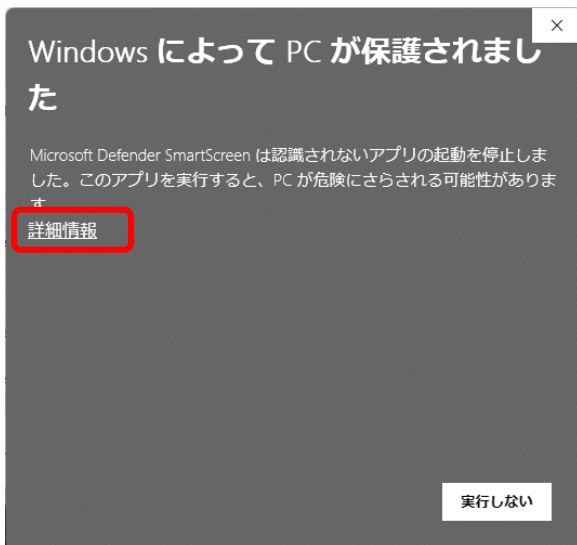 Windows によって PC が保護されまし
た
Microsoft Defender SmartScreen は認識されないアプリの起動を停止しま
した。このアプリを実行すると、PC が危険にさらされる可能性がありま
す
詳細情報
実行しない